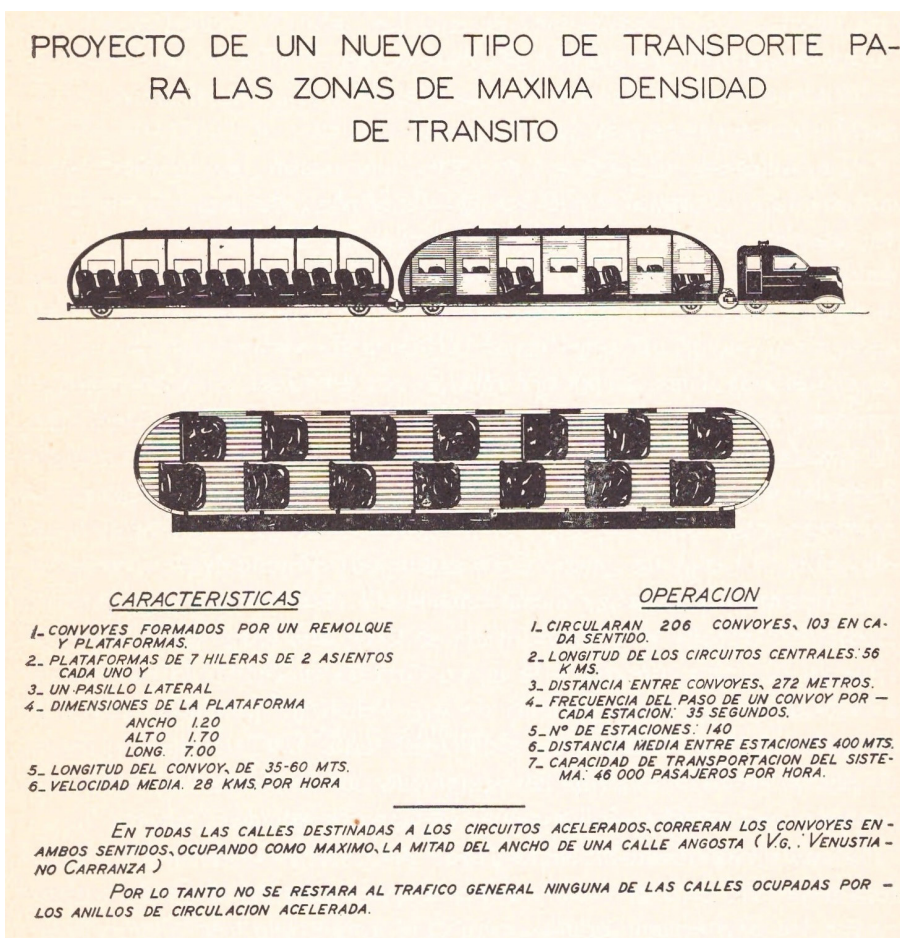 PROYECTO DE UN NUEVO TIPO DE TRANSPORTE PA-
RA LAS ZONAS DE MAXIMA DENSIDAD
DE TRANSITO
CARACTERISTICAS
1_ CONVOYES FORMADOS POR UN REMOLQUE
Y PLATAFORMAS.
2_ PLATAFORMAS DE 7 HILERAS DE 2 ASIENTOS
CADA UNO Y
3_ UN PASILLO LATERAL
4_ DIMENSIONES DE LA PLATAFORMA
ANCHO 1.20
ALTO 1.70
LONG. 7.00
5_ LONGITUD DEL CONVOY, DE 35-60 MTS.
6_ VELOCIDAD MEDIA. 28 KMS. POR HORA
OPERACION
1_ CIRCULARAN 206 CONVOYES, 103 EN CA-
DA SENTIDO.
2_ LONGITUD DE LOS CIRCUITOS CENTRALES: 56
KMS.
3_ DISTANCIA ENTRE CONVOYES, 272 METROS.
4_ FRECUENCIA DEL PASO DE UN CONVOY POR —
CADA ESTACION: 35 SEGUNDOS.
5_ Nº DE ESTACIONES: 140
6_ DISTANCIA MEDIA ENTRE ESTACIONES 400 MTS.
7_ CAPACIDAD DE TRANSPORTACION DEL SISTE-
MA: 46 000 PASAJEROS POR HORA.
EN TODAS LAS CALLES DESTINADAS A LOS CIRCUITOS ACELERADOS, CORRERAN LOS CONVOYES EN -
AMBOS SENTIDOS, OCUPANDO COMO MAXIMO, LA MITAD DEL ANCHO DE UNA CALLE ANGOSTA (V.G.: VENUSTIA -
NO CARRANZA )
POR LO TANTO NO SE RESTARA AL TRAFICO GENERAL NINGUNA DE LAS CALLES OCUPADAS POR -
LOS ANILLOS DE CIRCULACION ACELERADA.